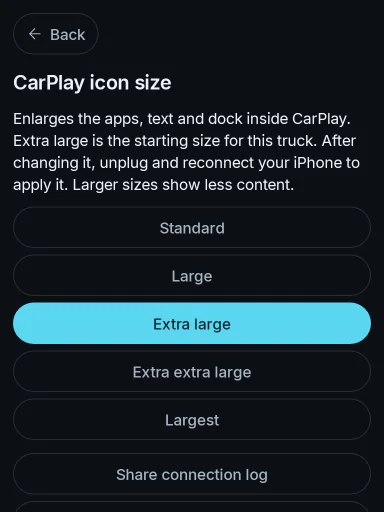 ← Back
CarPlay icon size
Enlarges the apps, text and dock inside CarPlay.
Extra large is the starting size for this truck. After
changing it, unplug and reconnect your iPhone to
apply it. Larger sizes show less content.
Standard
Large
Extra large
Extra extra large
Largest
Share connection log